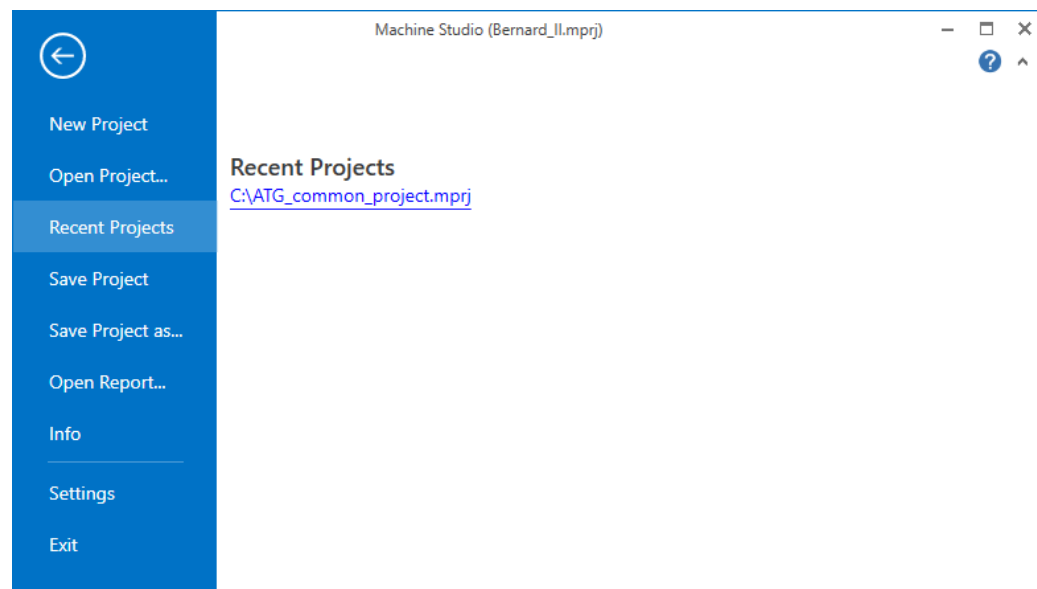 Machine Studio (Bernard_II.mprj)
New Project
Open Project...
Recent Projects
Save Project
Save Project as...
Open Report...
Info
Settings
Exit
Recent Projects
C:\ATG_common_project.mprj